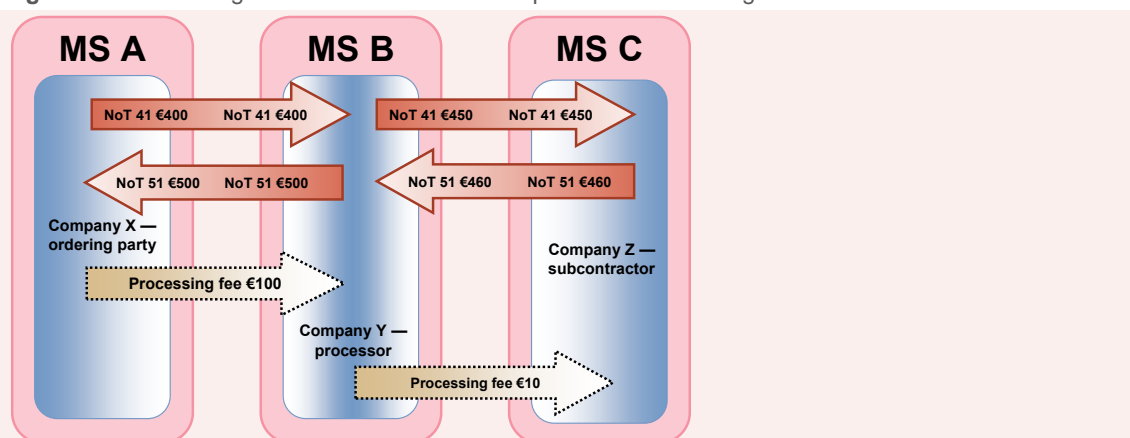 MS A
MS B
MS C
NoT 41 €400 NoT 41 €400
NoT 41 €450 NoT 41 €450
NoT 51 €500 NoT 51 €500
NoT 51 €460 NoT 51 €460
Company X —
ordering party
Company Z —
subcontractor
Processing fee €100
Company Y —
processor
Processing fee €10